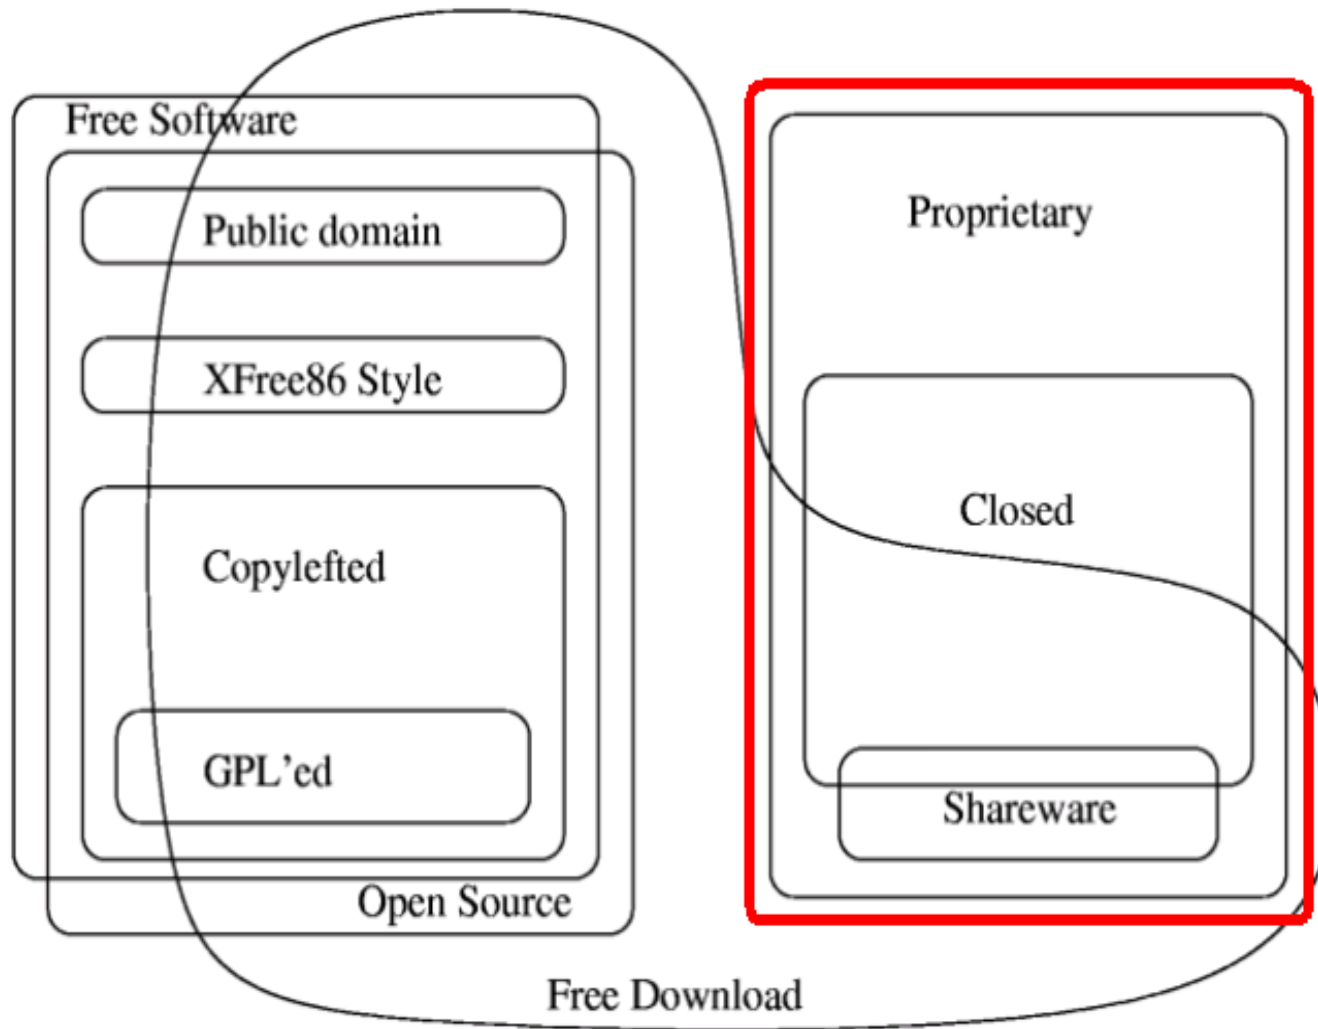 Free Software
Public domain
XFree86 Style
Copylefted
GPL'ed
Open Source
Proprietary
Closed
Shareware
Free Download